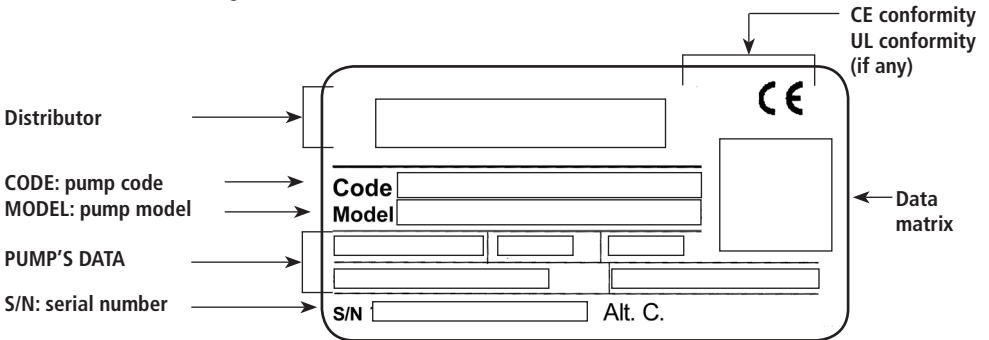 CE conformity
UL conformity
(if any)
CE
Distributor
CODE: pump code
MODEL: pump model
Code
Model
Data
matrix
PUMP'S DATA
S/N: serial number
S/N
Alt. C.